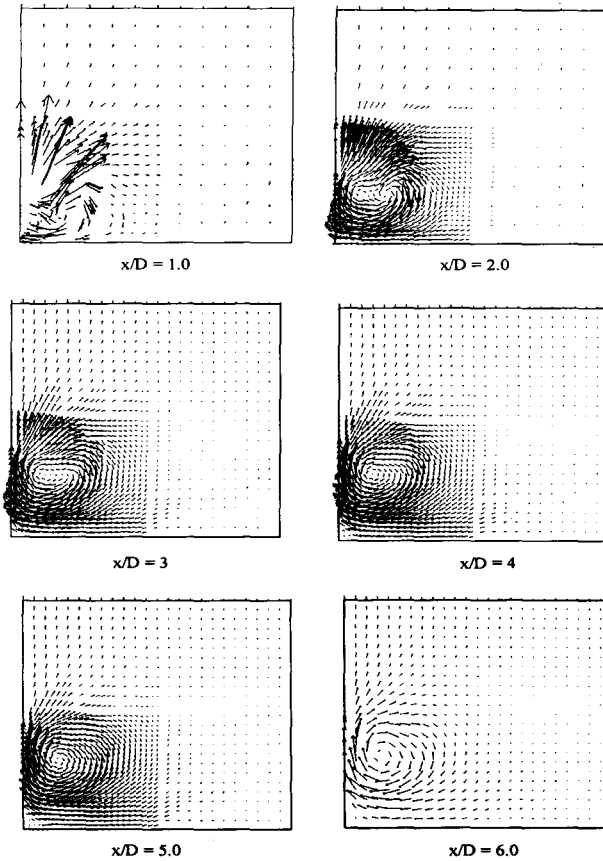 x/D = 1.0
x/D = 2.0
x/D = 3
x/D = 4
x/D = 5.0
x/D = 6.0